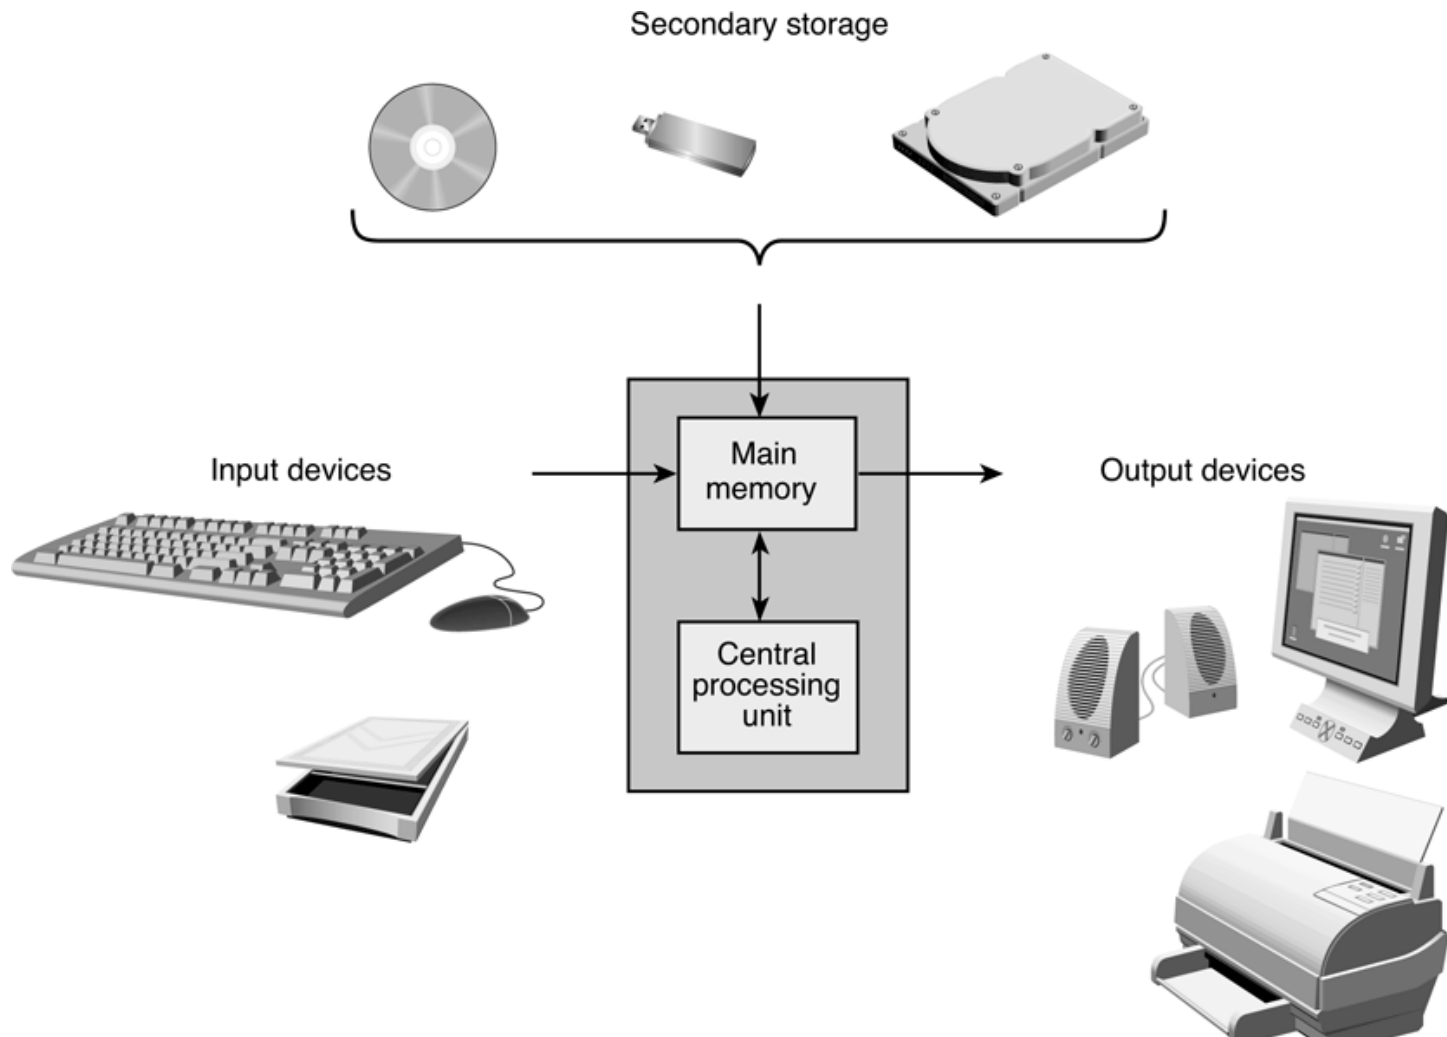 Secondary storage
Input devices
Main
memory
Output devices
Central
processing
unit